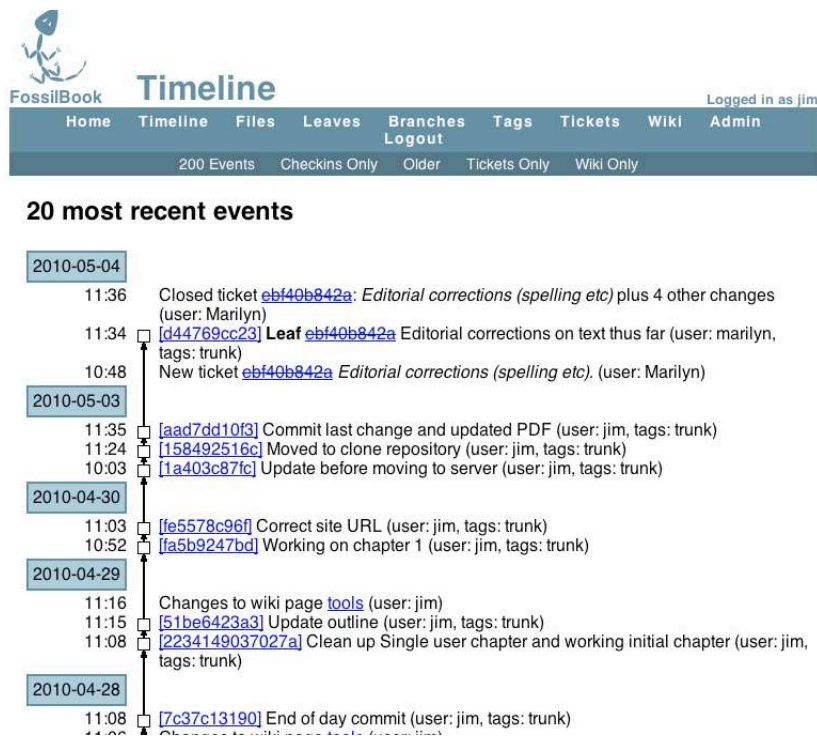 FossilBook
Timeline
Logged in as jim
Home Timeline Files Leaves Branches Tags Tickets Wiki Admin
Logout
200 Events Checkins Only Older Tickets Only Wiki Only
20 most recent events
2010-05-04
11:36 Closed ticket ebf40b842a: Editorial corrections (spelling etc) plus 4 other changes
(user: Marilyn)
11:34 [d44769cc23] Leaf ebf40b842a Editorial corrections on text thus far (user: marilyn,
tags: trunk)
10:48 New ticket ebf40b842a Editorial corrections (spelling etc). (user: Marilyn)
2010-05-03
11:35 [aad7dd10f3] Commit last change and updated PDF (user: jim, tags: trunk)
11:24 [158492516c] Moved to clone repository (user: jim, tags: trunk)
10:03 [1a403c87fc] Update before moving to server (user: jim, tags: trunk)
2010-04-30
11:03 [fe5578c96f] Correct site URL (user: jim, tags: trunk)
10:52 [fa5b9247bd] Working on chapter 1 (user: jim, tags: trunk)
2010-04-29
11:16 Changes to wiki page tools (user: jim)
11:15 [51be6423a3] Update outline (user: jim, tags: trunk)
11:08 [2234149037027a] Clean up Single user chapter and working initial chapter (user: jim,
tags: trunk)
2010-04-28
11:08 [7c37c13190] End of day commit (user: jim, tags: trunk)
11:06 Changes to wiki page tools (user: jim)